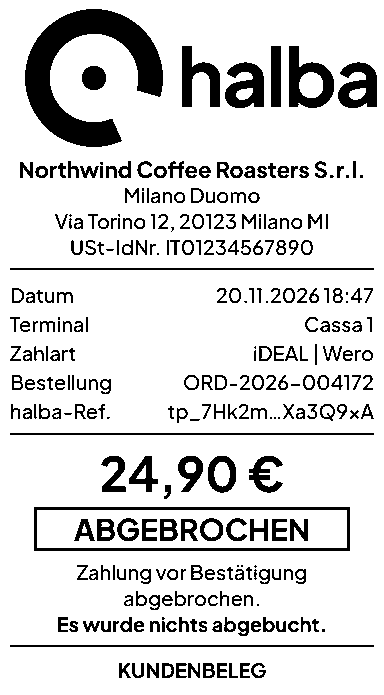 halba
Northwind Coffee Roasters S.r.l.
Milano Duomo
Via Torino 12, 20123 Milano MI
USt-IdNr. IT01234567890
Datum 20.11.2026 18:47
Terminal Cassa 1
Zahlart iDEAL | Wero
Bestellung ORD-2026-004172
halba-Ref. tp_7Hk2m…Xa3Q9xA
24,90 €
ABGEBROCHEN
Zahlung vor Bestätigung
abgebrochen.
Es wurde nichts abgebucht.
KUNDENBELEG